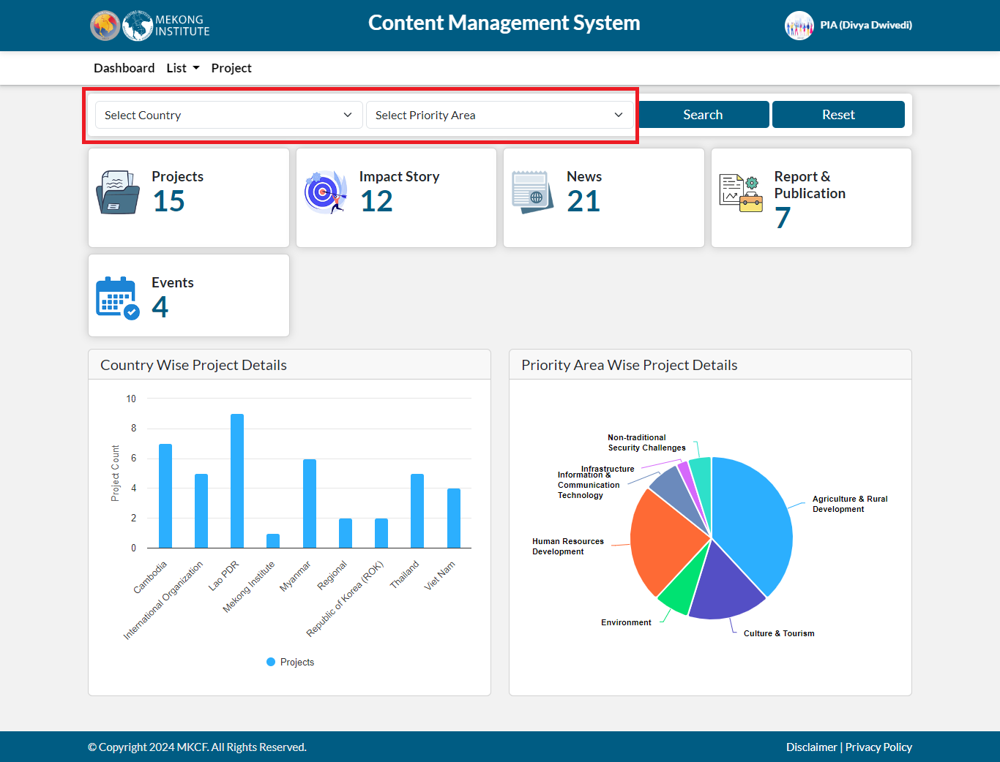 MEKONG
INSTITUTE
Content Management System
PIA (Divya Dwivedi)
Dashboard List Project
Select Country
Select Priority Area
Search
Reset
Projects
15
Impact Story
12
News
21
Report &
Publication
7
Events
4
Country Wise Project Details
10
8
6
4
2
0
Project Count
Cambodia
International Organization
Lao PDR
Mekong Institute
Myanmar
Regional
Republic of Korea (ROK)
Thailand
Viet Nam
Projects
Priority Area Wise Project Details
Non-traditional
Security Challenges
Infrastructure
Information &
Communication
Technology
Agriculture & Rural
Development
Human Resources
Development
Environment
Culture & Tourism
© Copyright 2024 MKCF. All Rights Reserved.
Disclaimer | Privacy Policy